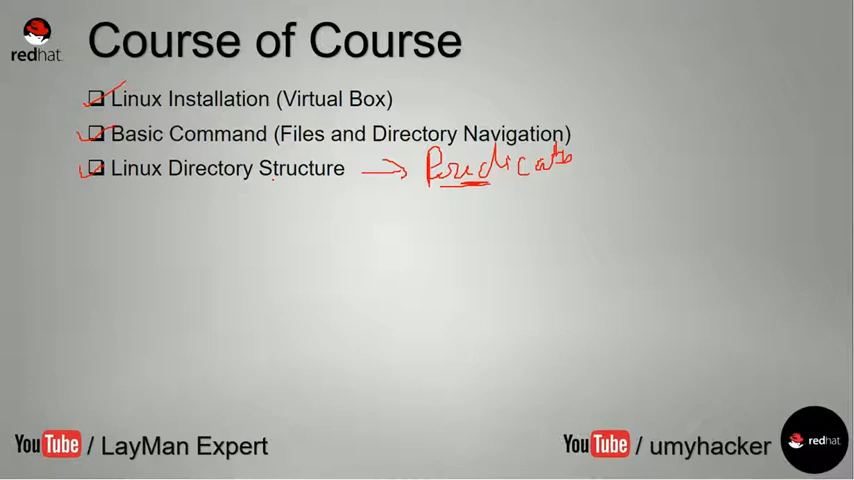 redhat.
Course of Course
Linux Installation (Virtual Box)
Basic Command (Files and Directory Navigation)
Linux Directory Structure
YouTube / LayMan Expert
YouTube / umyhacker
redhat.